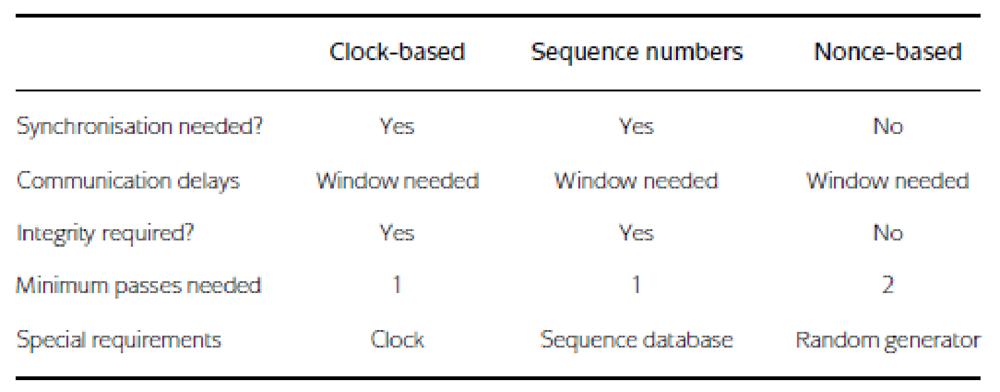 Clock-based Sequence numbers Nonce-based
Synchronisation needed? Yes Yes No
Communication delays Window needed Window needed Window needed
Integrity required? Yes Yes No
Minimum passes needed 1 1 2
Special requirements Clock Sequence database Random generator